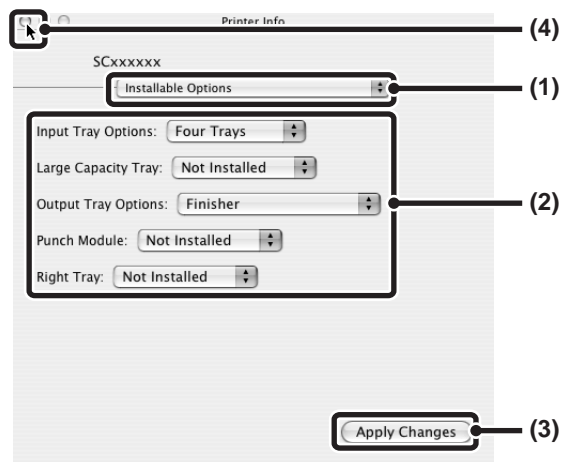 Printer Info
(4)
SCxxxxxx
Installable Options
(1)
Input Tray Options: Four Trays
Large Capacity Tray: Not Installed
Output Tray Options: Finisher
(2)
Punch Module: Not Installed
Right Tray: Not Installed
Apply Changes
(3)